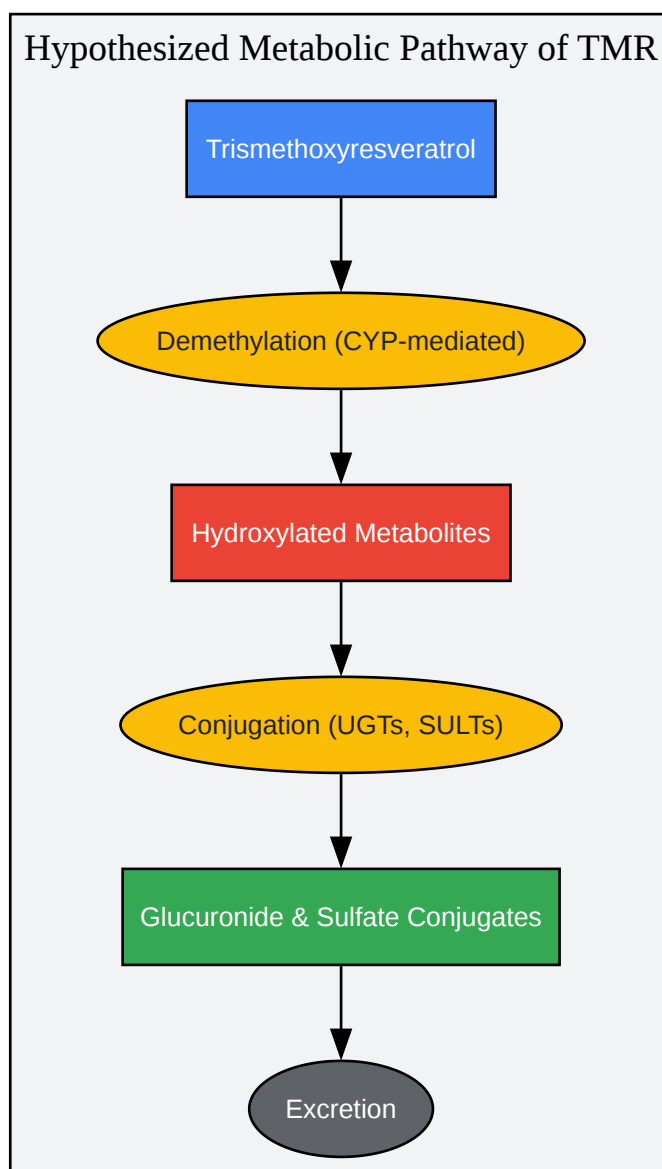 Hypothesized Metabolic Pathway of TMR
Trismethoxyresveratrol
Demethylation (CYP-mediated)
Hydroxylated Metabolites
Conjugation (UGTs, SULTs)
Glucuronide & Sulfate Conjugates
Excretion